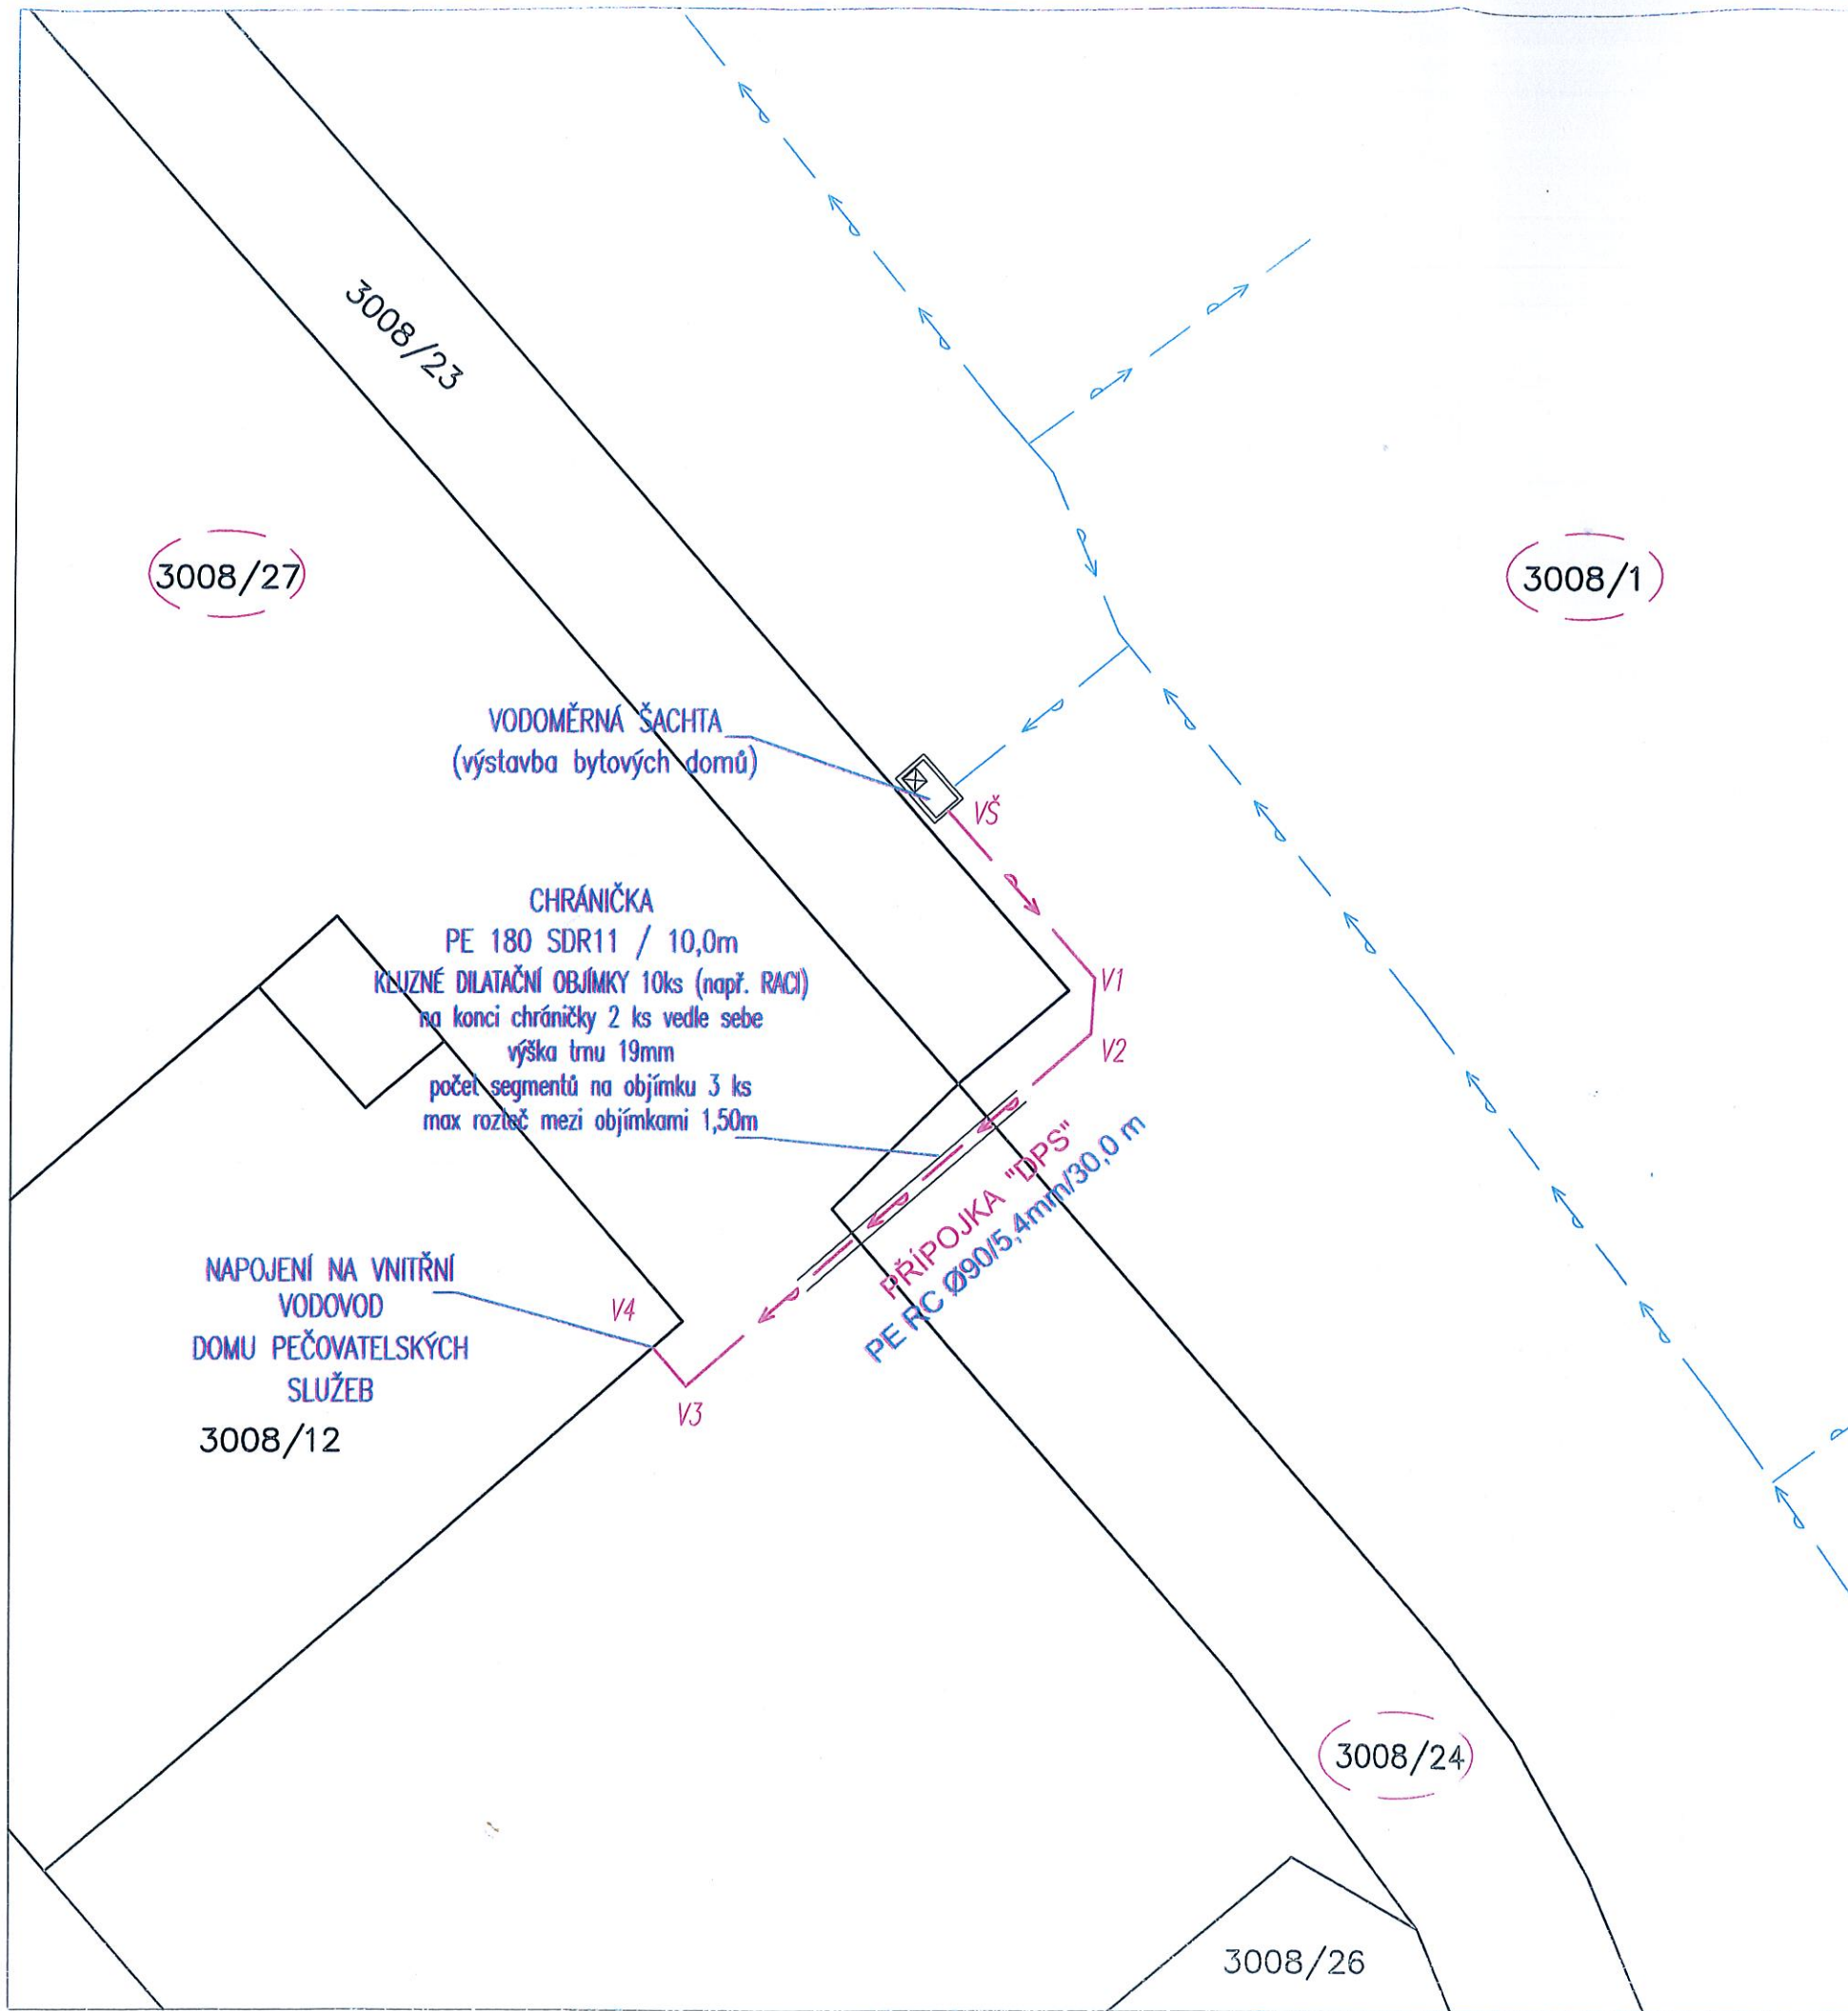 3008/23
3008/27
3008/1
VODOMĚRNÁ ŠACHTA
(výstavba bytových domů)
VŠ
CHRÁNIČKA
PE 180 SDR11 / 10,0m
KLUZNÉ DILATAČNÍ OBJÍMKY 10ks (např. RACI)
na konci chráničky 2 ks vedle sebe
výška trnu 19mm
počet segmentů na objímku 3 ks
max rozteč mezi objímkami 1,50m
V1
V2
PŘÍPOJKA "DPS"
PE RC Ø90/5,4mm/30,0 m
NAPOJENÍ NA VNITŘNÍ
VODOVOD
DOMU PEČOVATELSKÝCH
SLUŽEB
V4
V3
3008/12
3008/24
3008/26